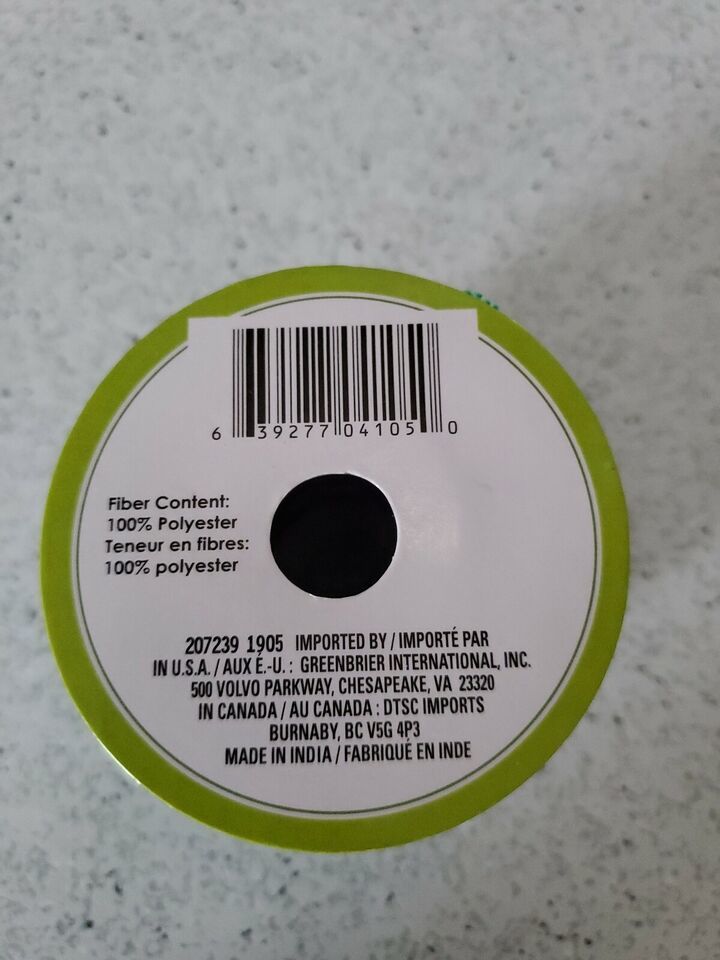 6 39277 04105 0
Fiber Content:
100% Polyester
Teneur en fibres:
100% polyester
207239 1905 IMPORTED BY / IMPORTÉ PAR
IN U.S.A. / AUX É.-U. : GREENBRIER INTERNATIONAL, INC.
500 VOLVO PARKWAY, CHESAPEAKE, VA 23320
IN CANADA / AU CANADA : DTSC IMPORTS
BURNABY, BC V5G 4P3
MADE IN INDIA / FABRIQUÉ EN INDE